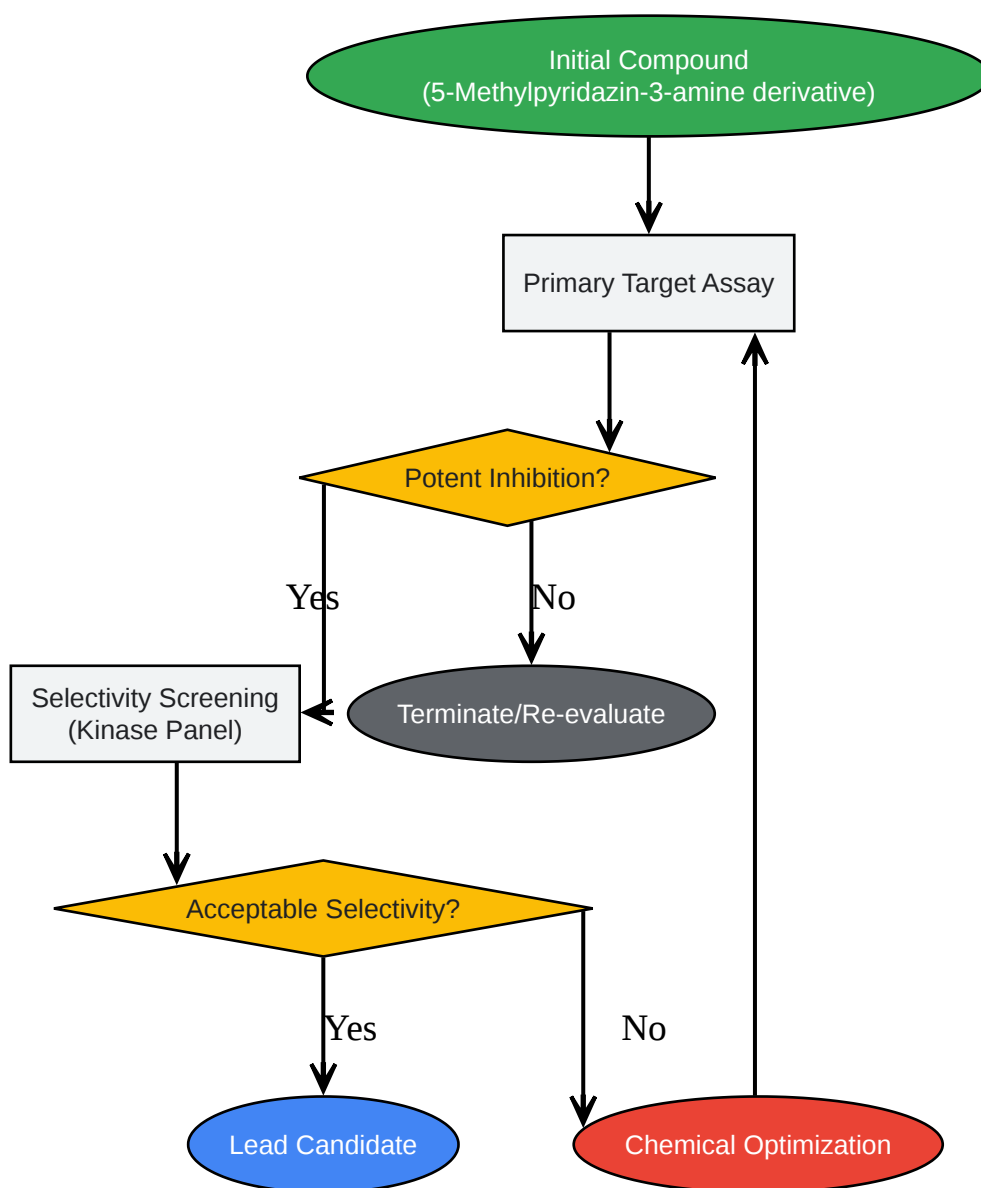 Initial Compound
(5-Methylpyridazin-3-amine derivative)
Primary Target Assay
Potent Inhibition?
Yes
No
Selectivity Screening
(Kinase Panel)
Terminate/Re-evaluate
Acceptable Selectivity?
Yes
No
Lead Candidate
Chemical Optimization